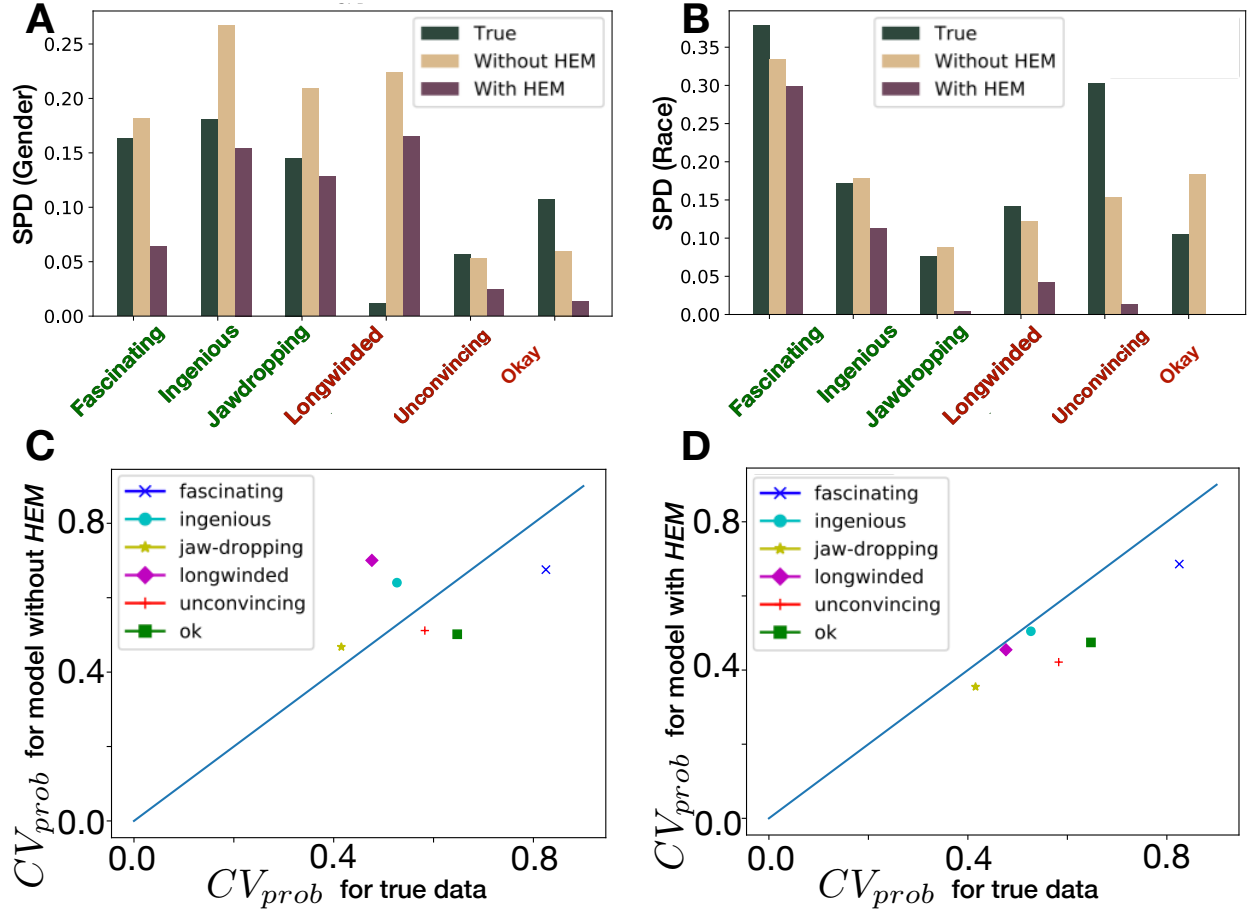 A
SPD (Gender)
0.25
0.20
0.15
0.10
0.05
0.00
True
Without HEM
With HEM
Fascinating
Ingenious
Jawdropping
Longwinded
Unconvincing
Okay
B
SPD (Race)
0.35
0.30
0.25
0.20
0.15
0.10
0.05
0.00
True
Without HEM
With HEM
Fascinating
Ingenious
Jawdropping
Longwinded
Unconvincing
Okay
C
CVprob for model without HEM
0.8
0.4
0.0
fascinating
ingenious
jaw-dropping
longwinded
unconvincing
ok
0.0 0.4 0.8
CVprob for true data
D
CVprob for model with HEM
0.8
0.4
0.0
fascinating
ingenious
jaw-dropping
longwinded
unconvincing
ok
0.0 0.4 0.8
CVprob for true data